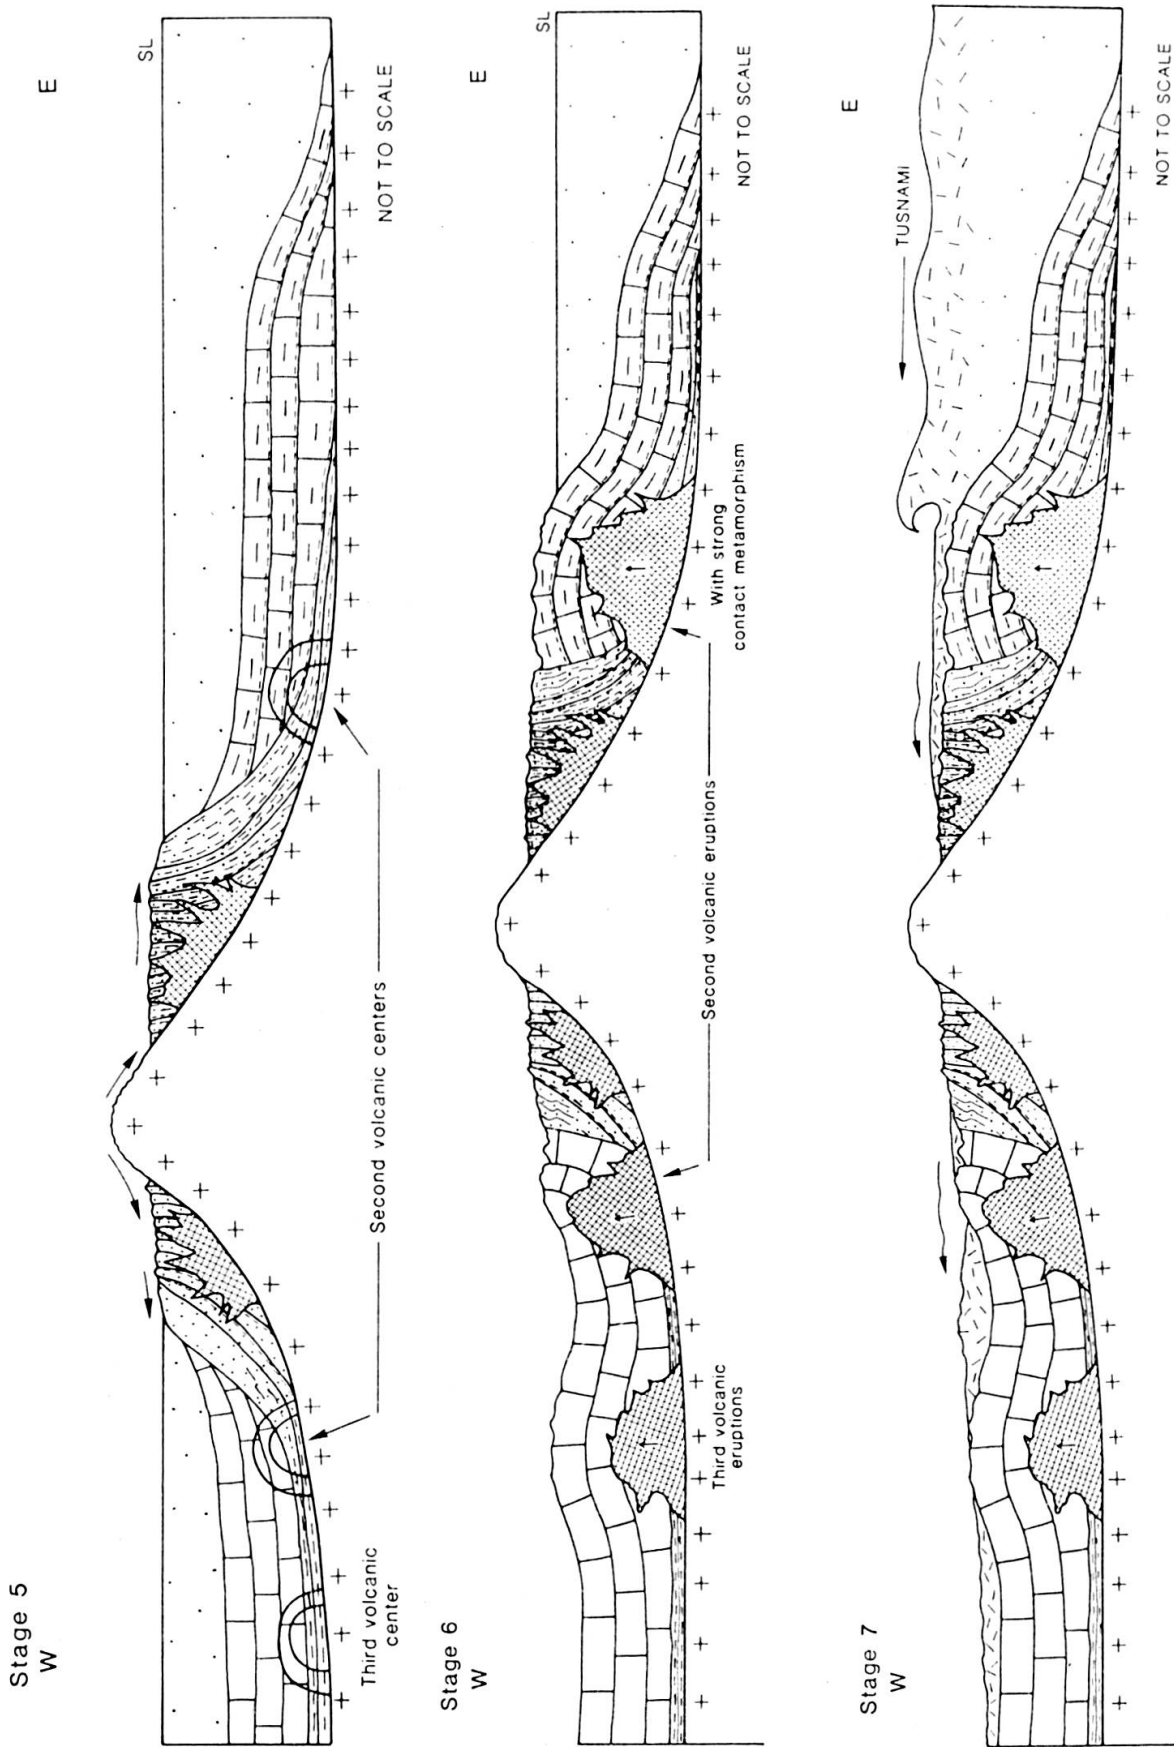 Stage 5
W
E
SL
Second volcanic centers
Third volcanic
center
NOT TO SCALE
Stage 6
W
E
SL
Third volcanic
eruptions
Second volcanic eruptions
With strong
contact metamorphism
NOT TO SCALE
Stage 7
W
E
TUSNAMI
NOT TO SCALE